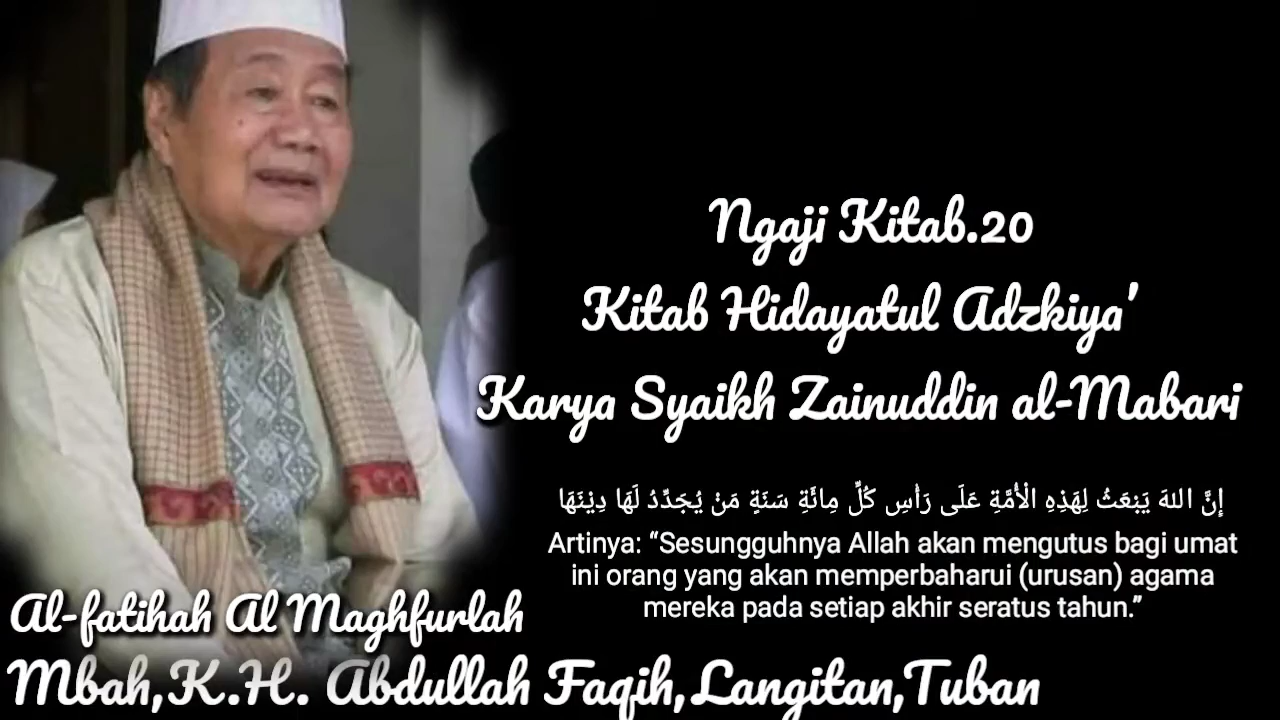 Ngaji Kitab.20
Kitab Hidayatul Adzkiya'
Karya Syaikh Zainuddin al-Mabari
إِنَّ اللهَ يَبْعَثُ لِهَذِهِ الْأُمَّةِ عَلَى رَأْسِ كُلِّ مِائَةِ سَنَةٍ مَنْ يُجَدِّدُ لَهَا دِيْنَهَا
Artinya: “Sesungguhnya Allah akan mengutus bagi umat
ini orang yang akan memperbaharui (urusan) agama
mereka pada setiap akhir seratus tahun.”
Al-fatihah Al Maghfurlah
Mbah,K.H. Abdullah Faqih,Langitan,Tuban